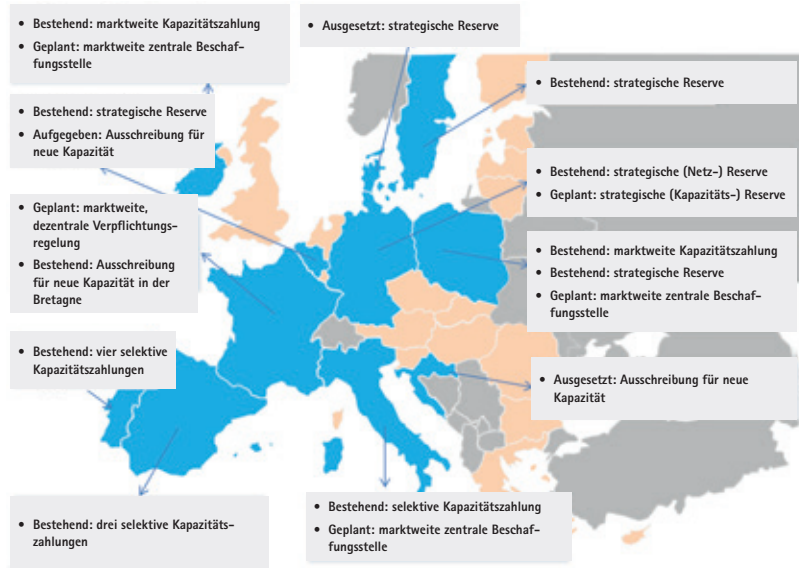 • Bestehend: marktweite Kapazitätszahlung
• Geplant: marktweite zentrale Beschaf-
fungsstelle
• Ausgesetzt: strategische Reserve
• Bestehend: strategische Reserve
• Bestehend: strategische Reserve
• Aufgegeben: Ausschreibung für
neue Kapazität
• Bestehend: strategische (Netz-) Reserve
• Geplant: strategische (Kapazitäts-) Reserve
• Geplant: marktweite,
dezentrale Verpflichtungs-
regelung
• Bestehend: Ausschreibung
für neue Kapazität in der
Bretagne
• Bestehend: marktweite Kapazitätszahlung
• Bestehend: strategische Reserve
• Geplant: marktweite zentrale Beschaf-
fungsstelle
• Bestehend: vier selektive
Kapazitätszahlungen
• Ausgesetzt: Ausschreibung für neue
Kapazität
• Bestehend: drei selektive Kapazitäts-
zahlungen
• Bestehend: selektive Kapazitätszahlung
• Geplant: marktweite zentrale Beschaf-
fungsstelle